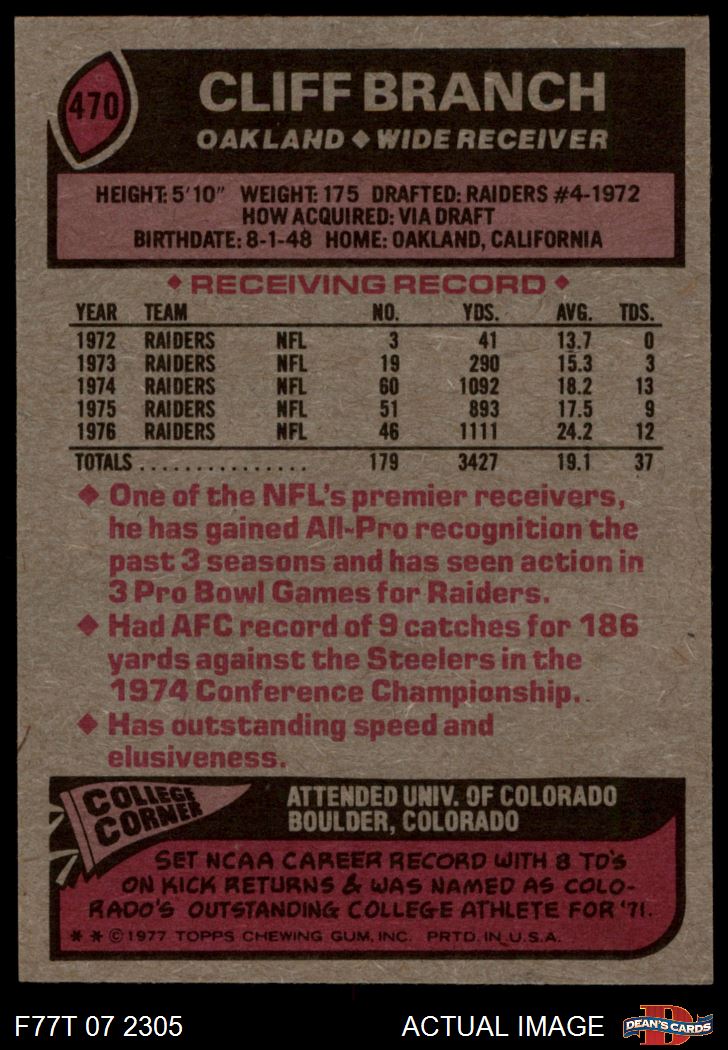 470
CLIFF BRANCH
OAKLAND ◆ WIDE RECEIVER
HEIGHT: 5'10" WEIGHT: 175 DRAFTED: RAIDERS #4-1972
HOW ACQUIRED: VIA DRAFT
BIRTHDATE: 8-1-48 HOME: OAKLAND, CALIFORNIA
◆ RECEIVING RECORD ◆
YEAR TEAM NO. YDS. AVG. TDS.
1972 RAIDERS NFL 3 41 13.7 0
1973 RAIDERS NFL 19 290 15.3 3
1974 RAIDERS NFL 60 1092 18.2 13
1975 RAIDERS NFL 51 893 17.5 9
1976 RAIDERS NFL 46 1111 24.2 12
TOTALS . . . . . . . . . . . . . . . 179 3427 19.1 37
◆ One of the NFL's premier receivers,
he has gained All-Pro recognition the
past 3 seasons and has seen action in
3 Pro Bowl Games for Raiders.
◆ Had AFC record of 9 catches for 186
yards against the Steelers in the
1974 Conference Championship.
◆ Has outstanding speed and
elusiveness.
COLLEGE
CORNER
ATTENDED UNIV. OF COLORADO
BOULDER, COLORADO
SET NCAA CAREER RECORD WITH 8 TD'S
ON KICK RETURNS & WAS NAMED AS COLO-
RADO'S OUTSTANDING COLLEGE ATHLETE FOR '71.
* * © 1977 TOPPS CHEWING GUM, INC. PRTD. IN U.S.A.
F77T 07 2305 ACTUAL IMAGE
D
DEAN'S CARDS